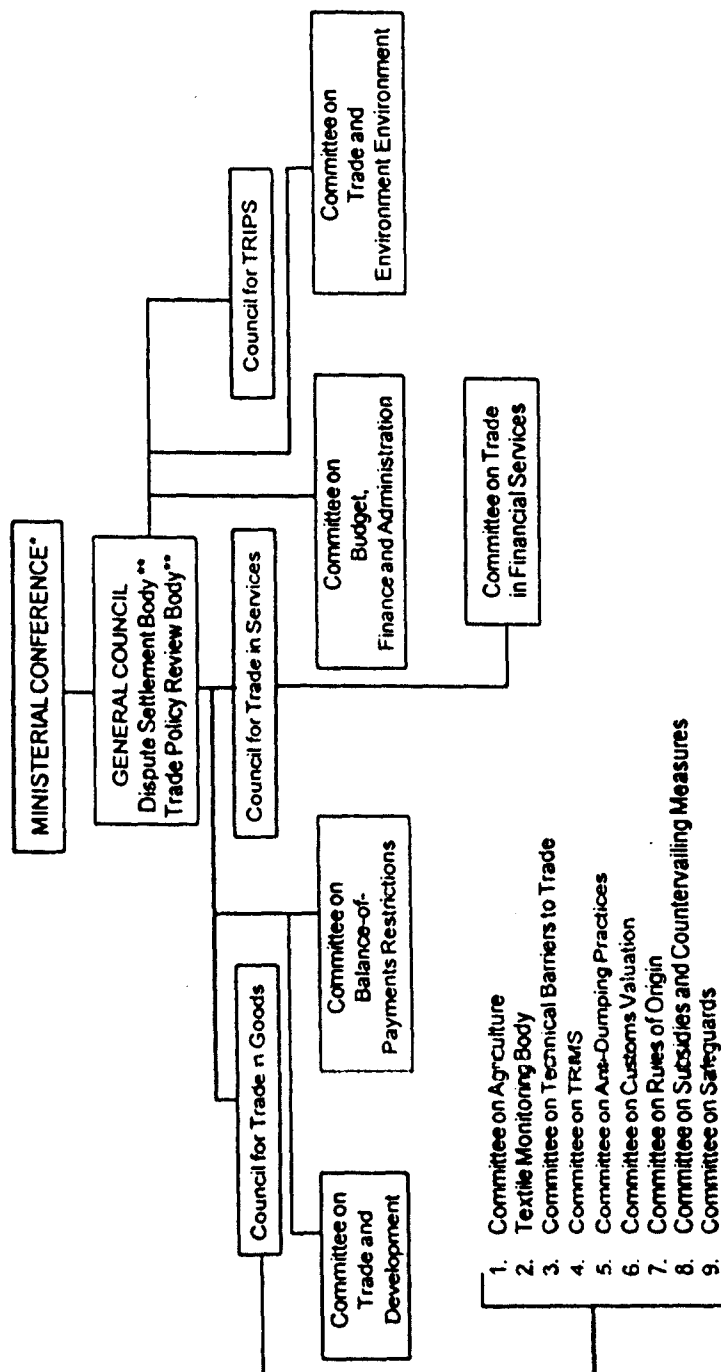 MINISTERIAL CONFERENCE*
GENERAL COUNCIL
Dispute Settlement Body **
Trade Policy Review Body**
Council for Trade n Goods
Council for Trade in Services
Council for TRIPS
Committee on
Trade and
Development
Committee on
Balance-of-
Payments Restrictions
Committee on
Budget,
Finance and Administration
Committee on
Trade and
Environment Environment
Committee on Trade
in Financial Services
1. Committee on Agriculture
2. Textile Monitoring Body
3. Committee on Technical Barriers to Trade
4. Committee on TRIMS
5. Committee on Anti-Dumping Practices
6. Committee on Customs Valuation
7. Committee on Rules of Origin
8. Committee on Subsidies and Countervailing Measures
9. Committee on Safeguards